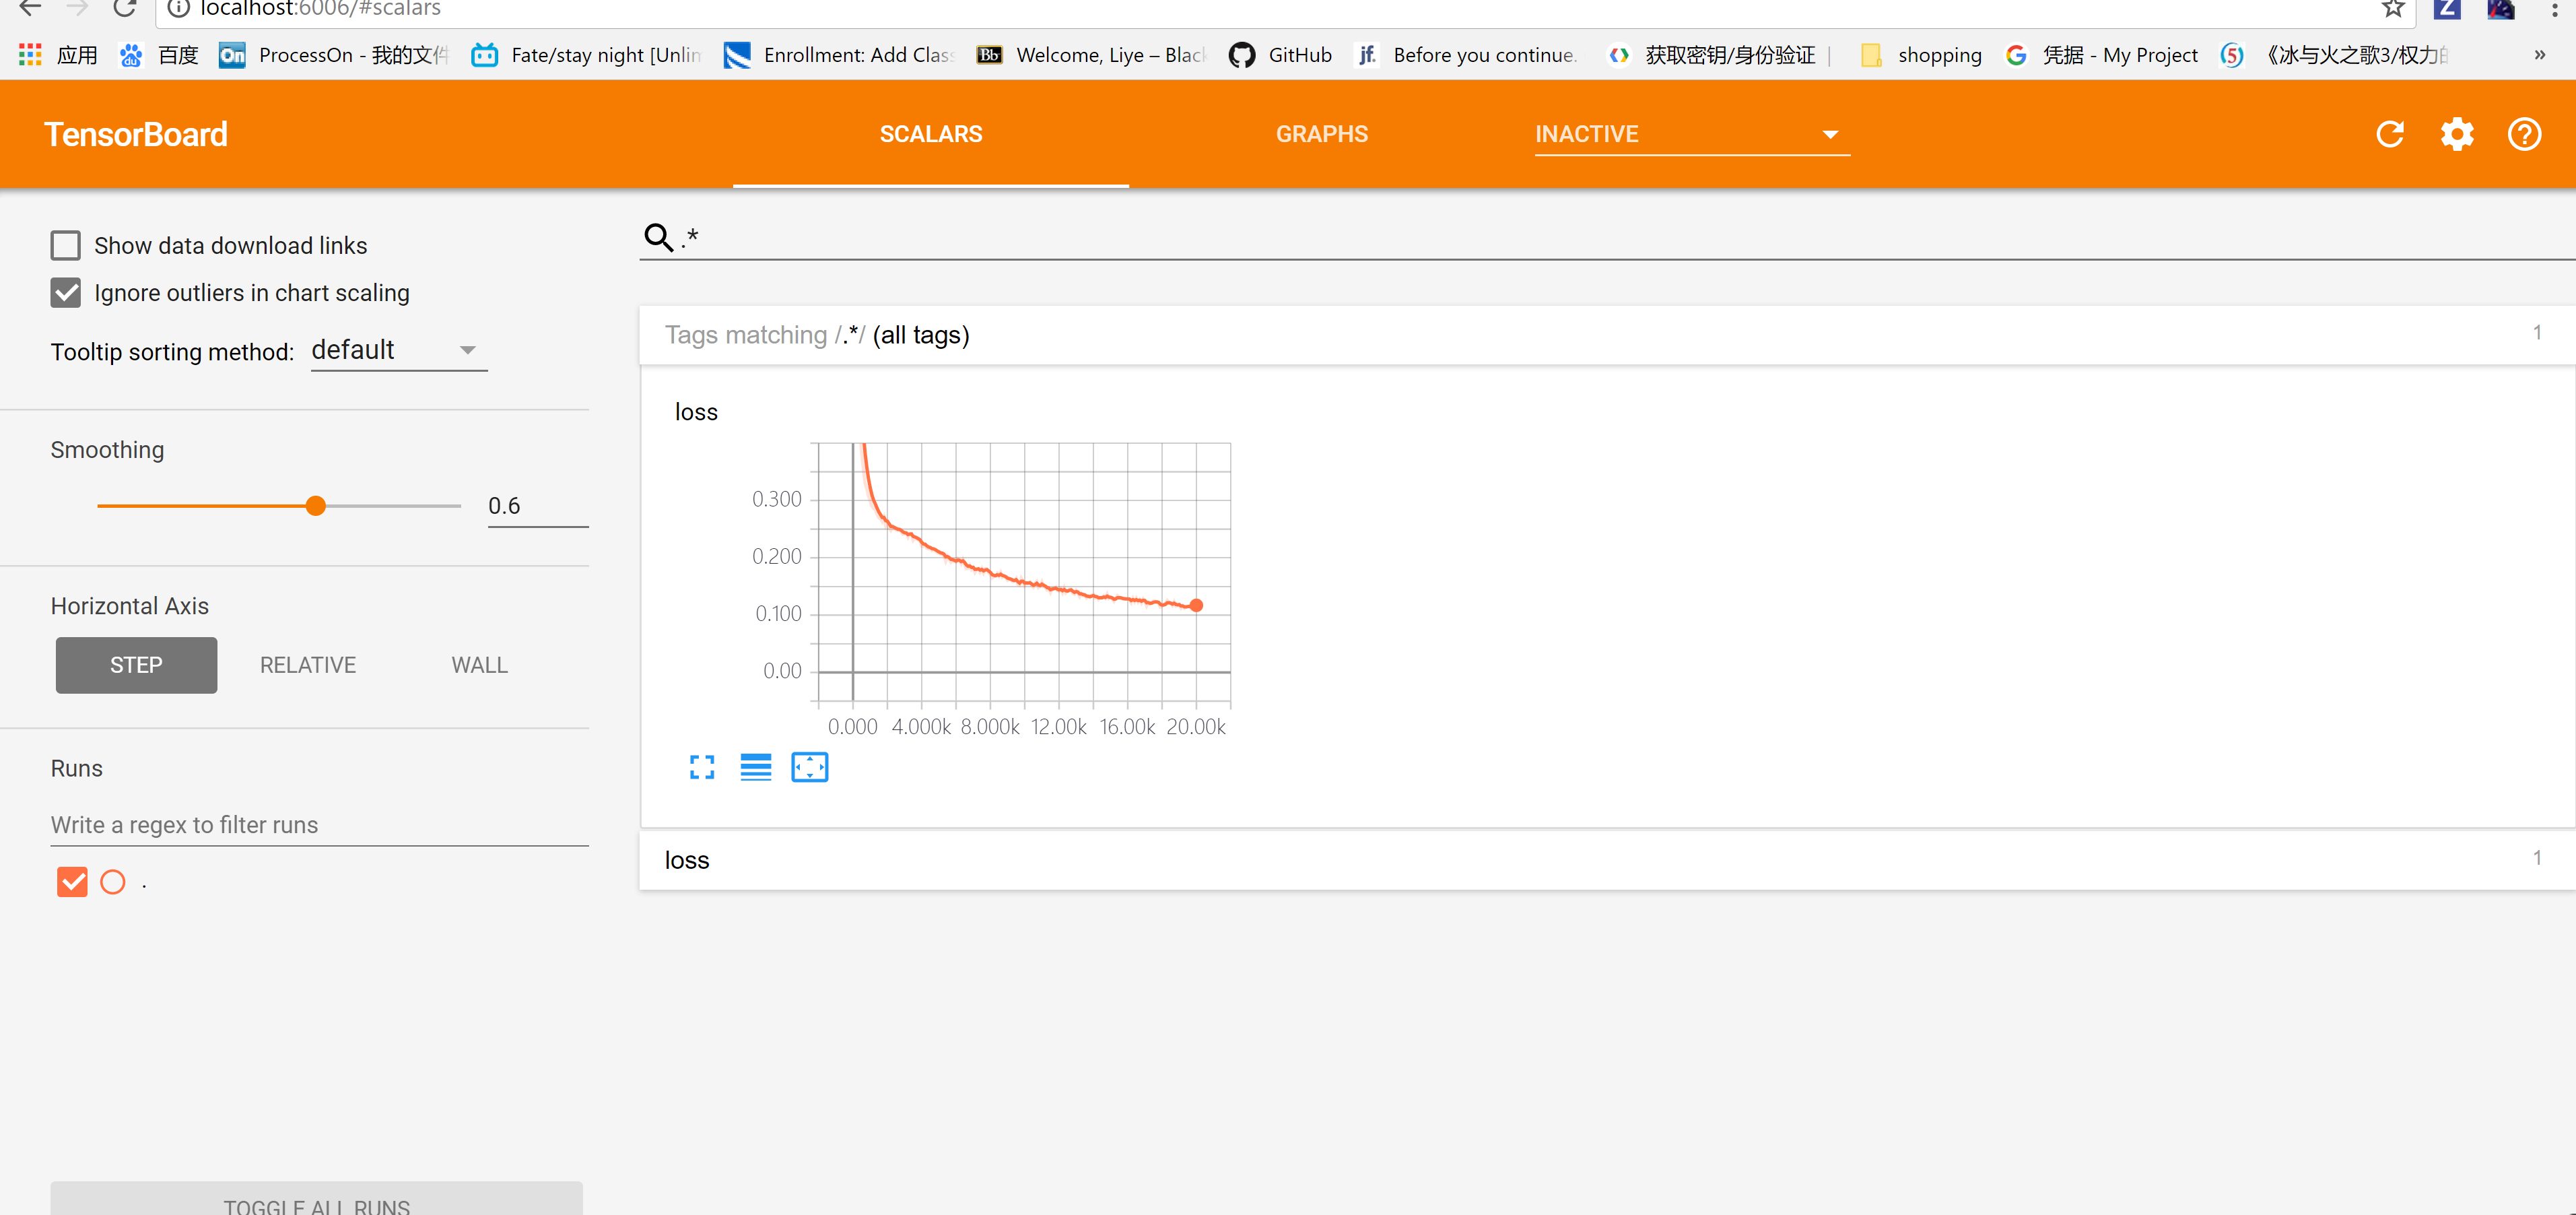 localhost:6006/#scalars
应用 百度 ProcessOn - 我的文件 Fate/stay night [Unlim Enrollment: Add Clas Welcome, Liye – Blac GitHub Before you continue. 获取密钥/身份验证 | shopping 凭据 - My Project 《冰与火之歌3/权力 »
TensorBoard SCALARS GRAPHS INACTIVE
Show data download links
Ignore outliers in chart scaling
Tooltip sorting method: default
Smoothing
0.6
Horizontal Axis
STEP RELATIVE WALL
Runs
Write a regex to filter runs
.
TOGGLE ALL RUNS
.*
Tags matching /.*/ (all tags) 1
loss
0.300
0.200
0.100
0.00
0.000 4.000k 8.000k 12.00k 16.00k 20.00k
loss 1